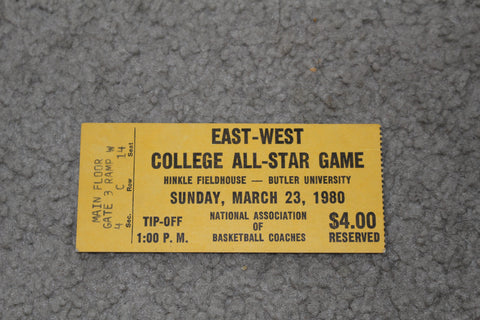 MAIN FLOOR
GATE 3 RAMP W
4 C 14
Sec. Row Seat
EAST-WEST
COLLEGE ALL-STAR GAME
HINKLE FIELDHOUSE — BUTLER UNIVERSITY
SUNDAY, MARCH 23, 1980
TIP-OFF
1:00 P. M.
NATIONAL ASSOCIATION
OF
BASKETBALL COACHES
$4.00
RESERVED